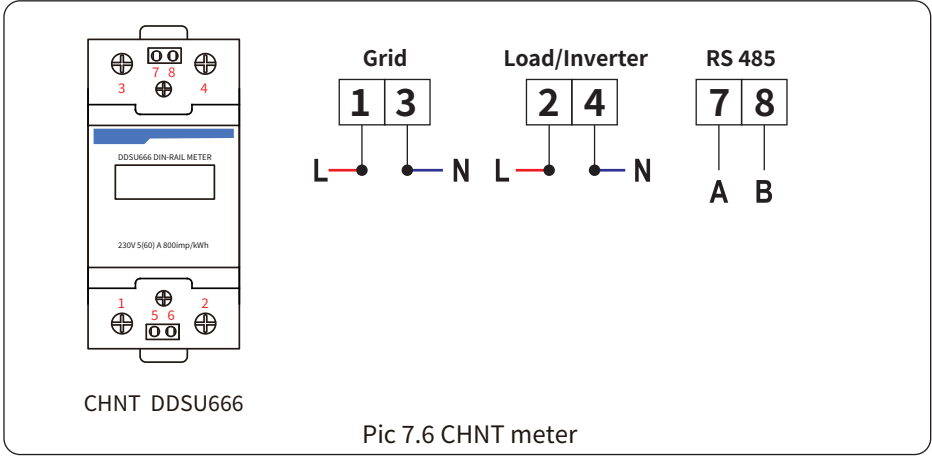 7 8
3 4
DDSU666 DIN-RAIL METER
230V 5(60) A 800imp/kWh
1 2
5 6
CHNT DDSU666
Grid
1 3
L N
Load/Inverter
2 4
L N
RS 485
7 8
A B
Pic 7.6 CHNT meter